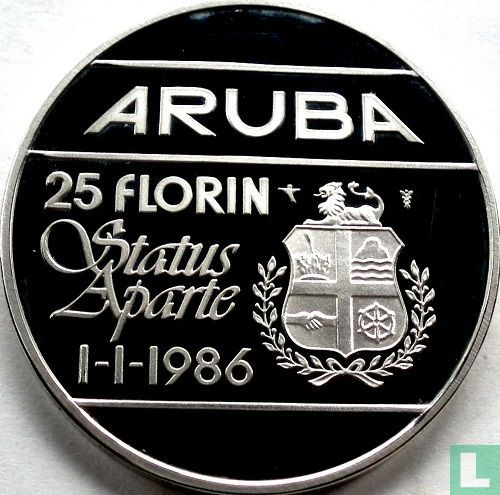 ARUBA
25 FLORIN
Status
Aparte
1-1-1986
L